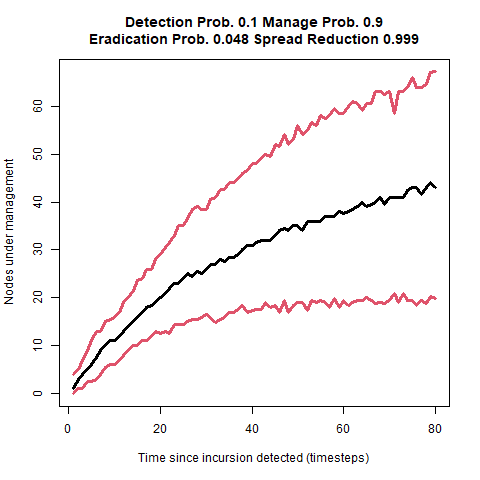 Detection Prob. 0.1 Manage Prob. 0.9
Eradication Prob. 0.048 Spread Reduction 0.999
Nodes under management
60
50
40
30
20
10
0
0 20 40 60 80
Time since incursion detected (timesteps)